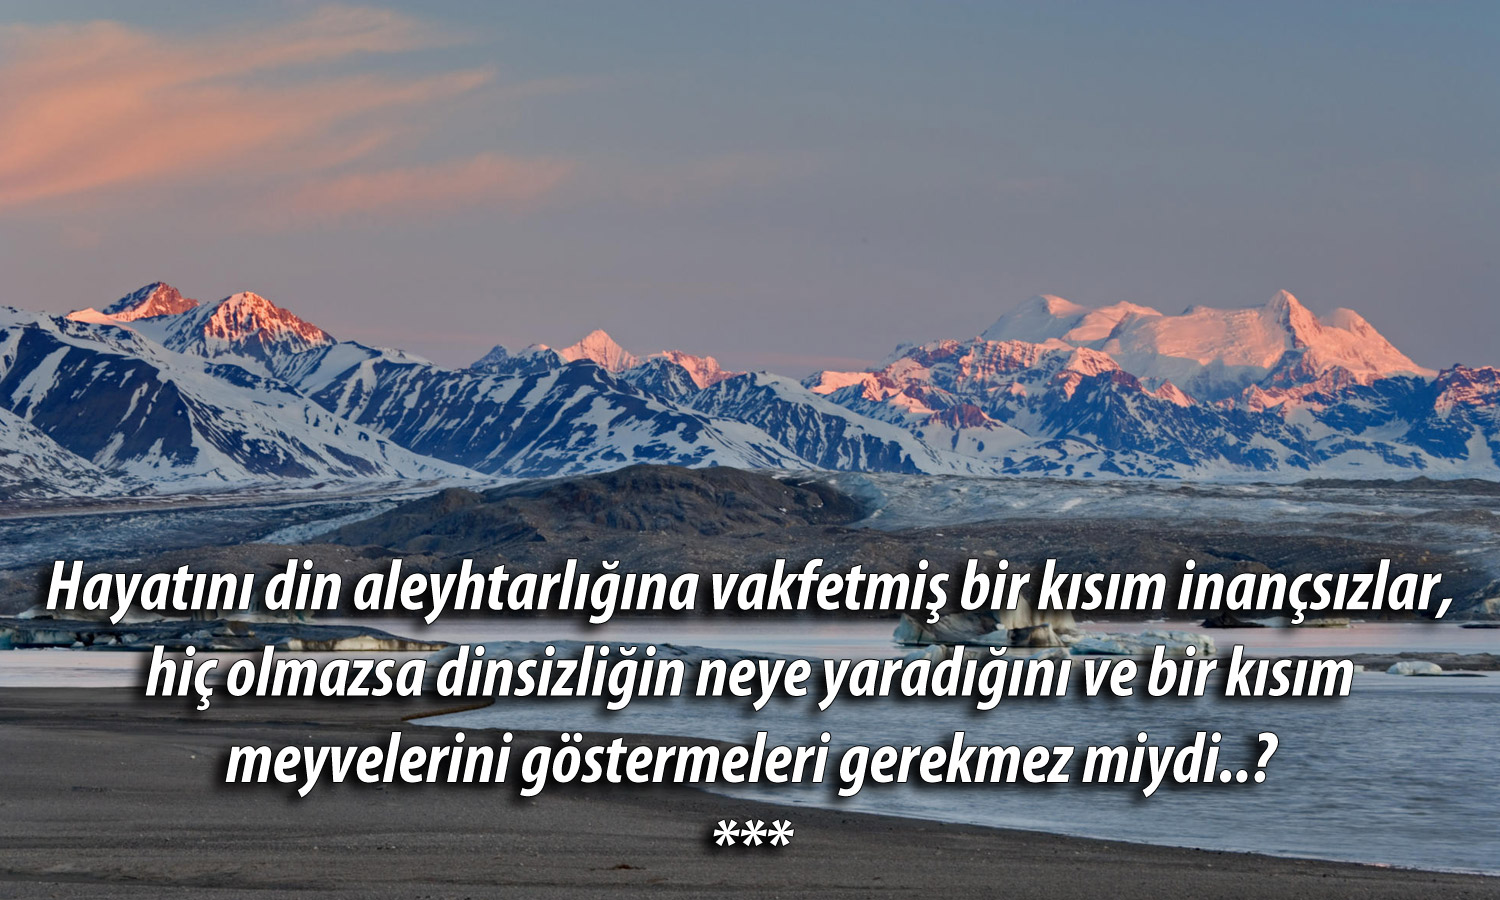 Hayatını din aleyhtarlığına vakfetmiş bir kısım inançsızlar,
hiç olmazsa dinsizliğin neye yaradığını ve bir kısım
meyvelerini göstermeleri gerekmez miydi..?
***